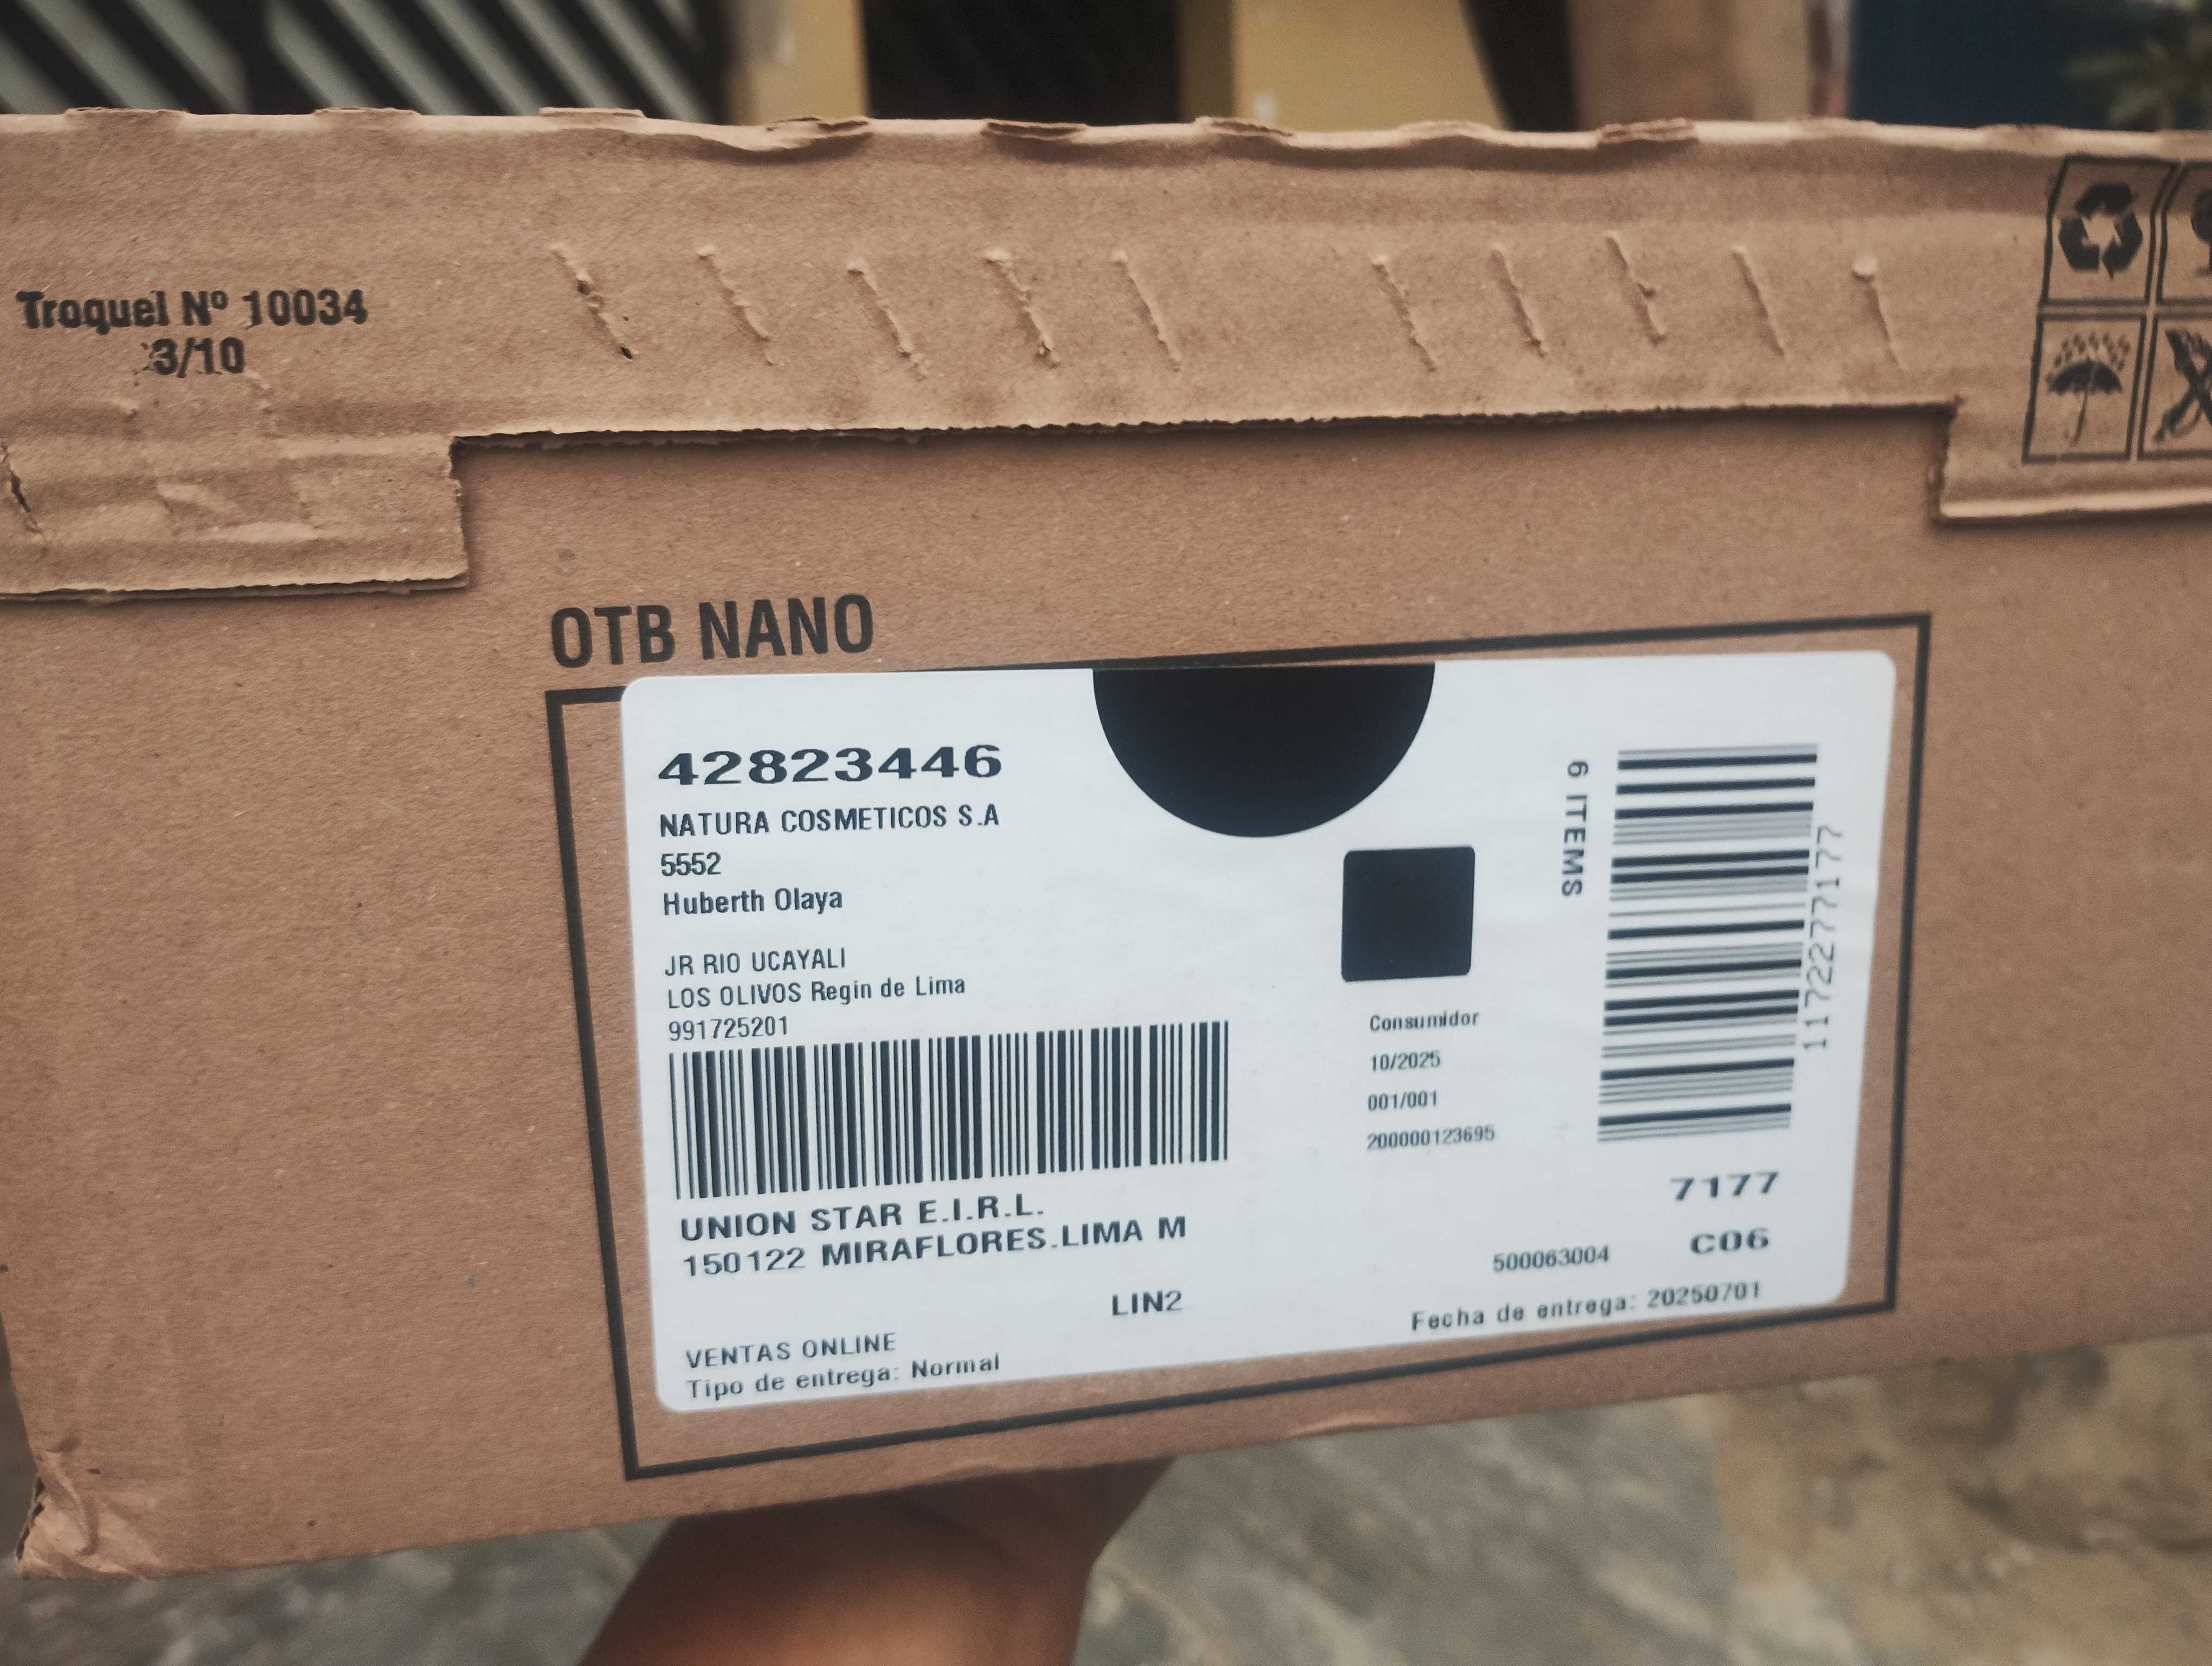 Troquel Nº 10034
3/10
OTB NANO
42823446
NATURA COSMETICOS S.A
5552
Huberth Olaya
JR RIO UCAYALI
LOS OLIVOS Regin de Lima
991725201
UNION STAR E.I.R.L.
150122 MIRAFLORES.LIMA M
LIN2
VENTAS ONLINE
Tipo de entrega: Normal
6 ITEMS
117222777177
Consumidor
10/2025
001/001
200000123695
7177
500063004 C06
Fecha de entrega: 20250701